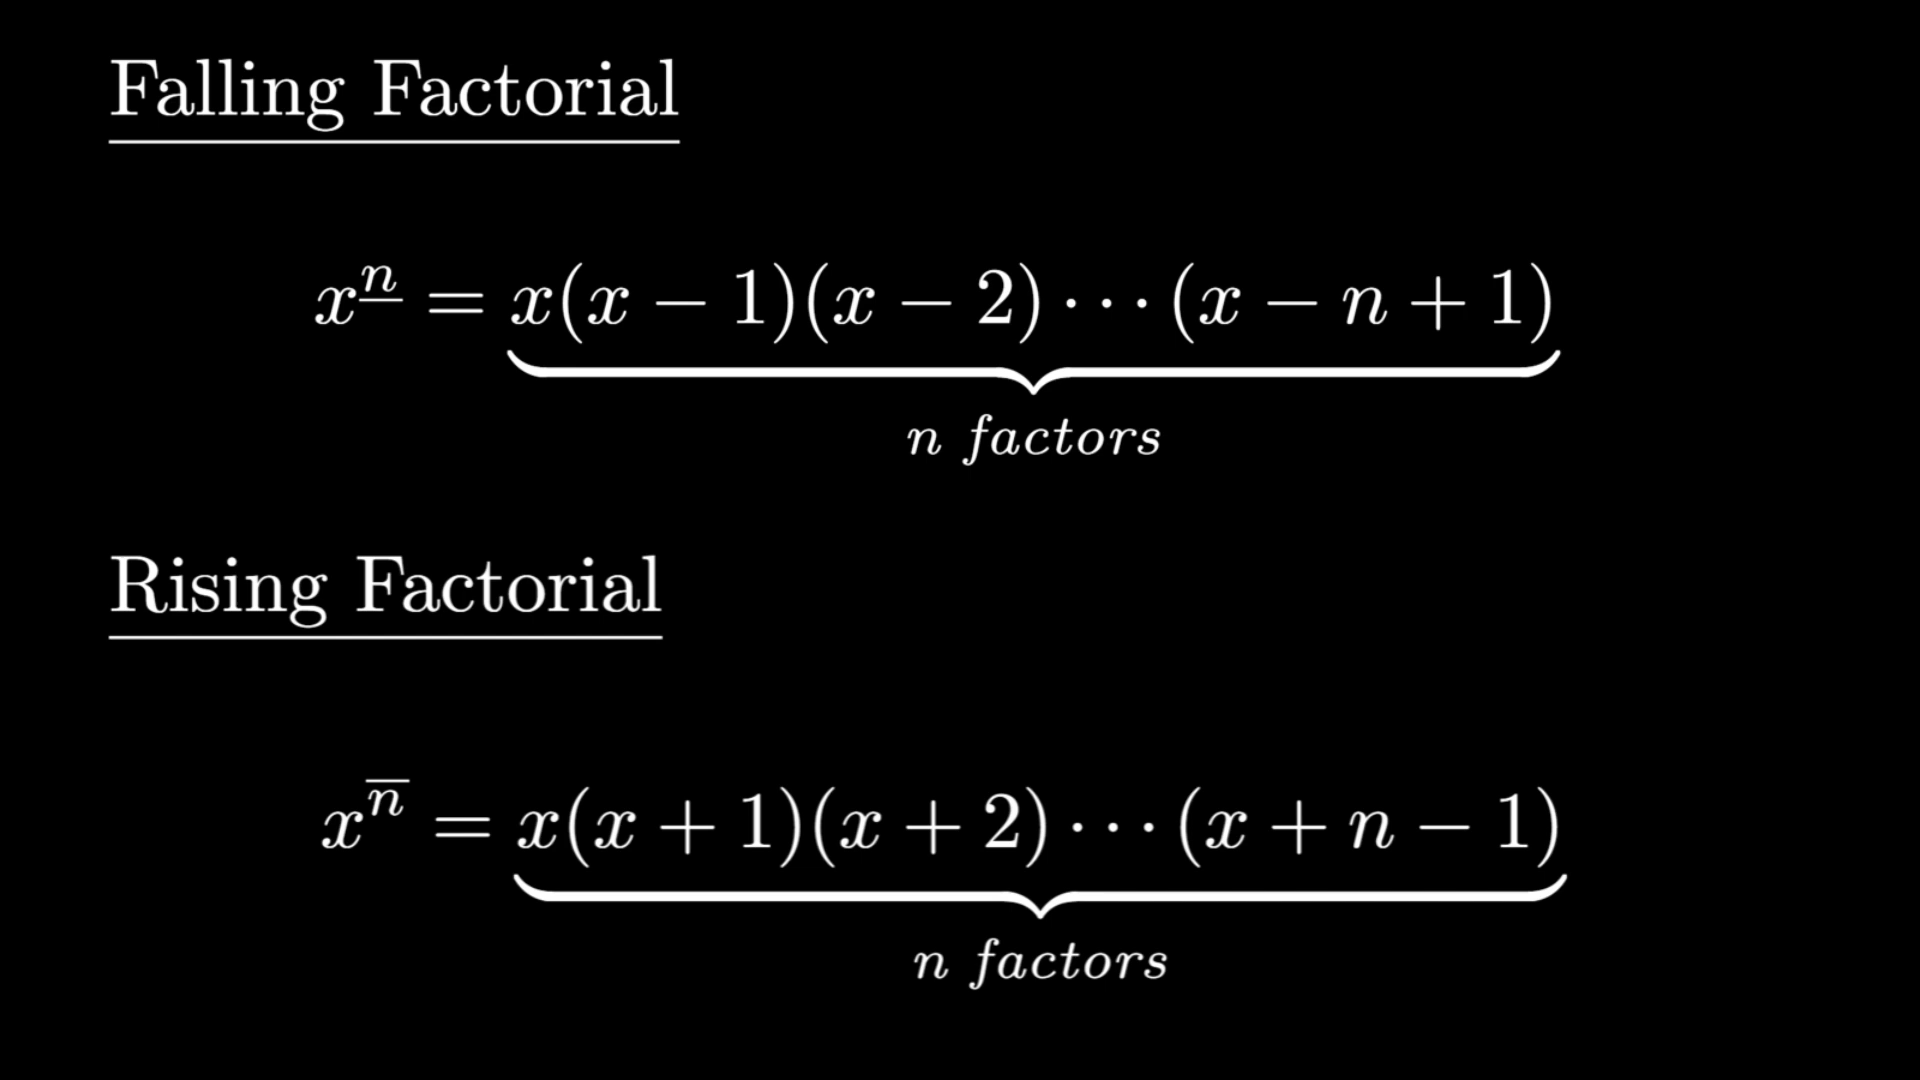 Falling Factorial
x^{\underline{n}} = x(x − 1)(x − 2) ⋯ (x − n + 1)
n factors
Rising Factorial
x^{\overline{n}} = x(x + 1)(x + 2) ⋯ (x + n − 1)
n factors